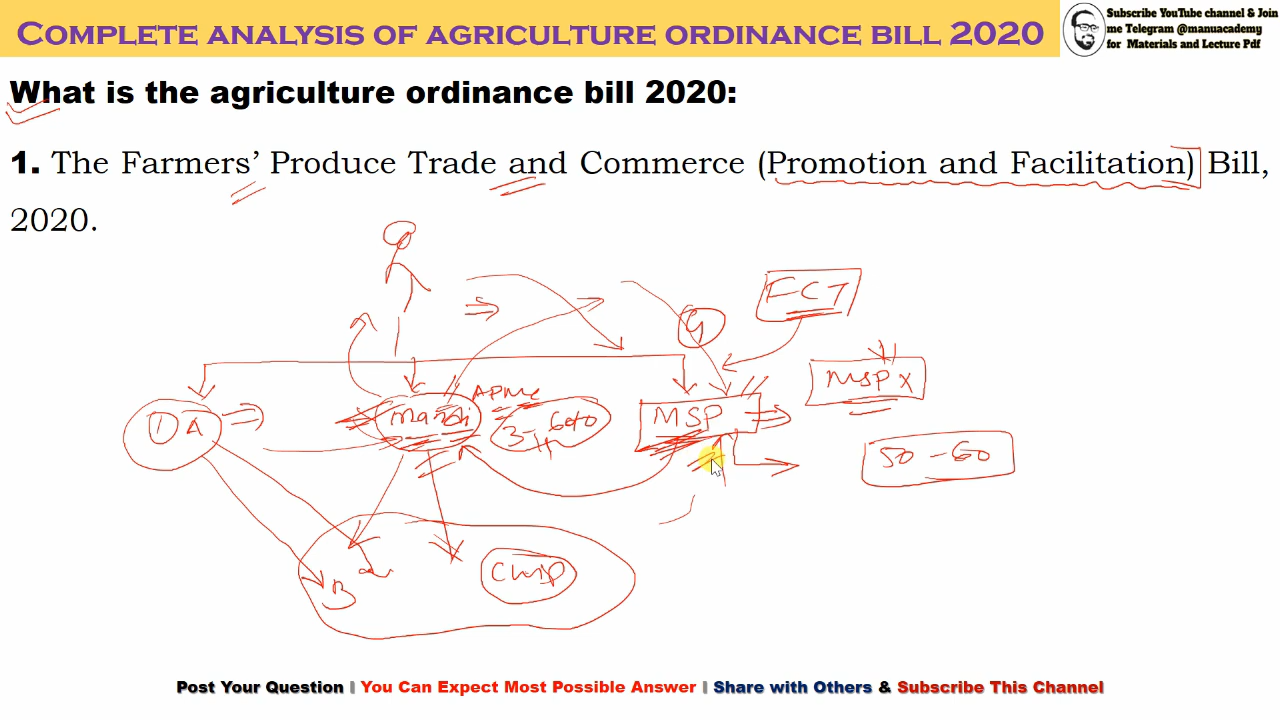 COMPLETE ANALYSIS OF AGRICULTURE ORDINANCE BILL 2020
Subscribe YouTube channel & Join
me Telegram @manuacademy
for Materials and Lecture Pdf
What is the agriculture ordinance bill 2020:
1. The Farmers' Produce Trade and Commerce (Promotion and Facilitation) Bill,
2020.
ECT
G
MSP X
APMC
A
Mandi
MSP
50-60
B
Post Your Question | You Can Expect Most Possible Answer | Share with Others & Subscribe This Channel